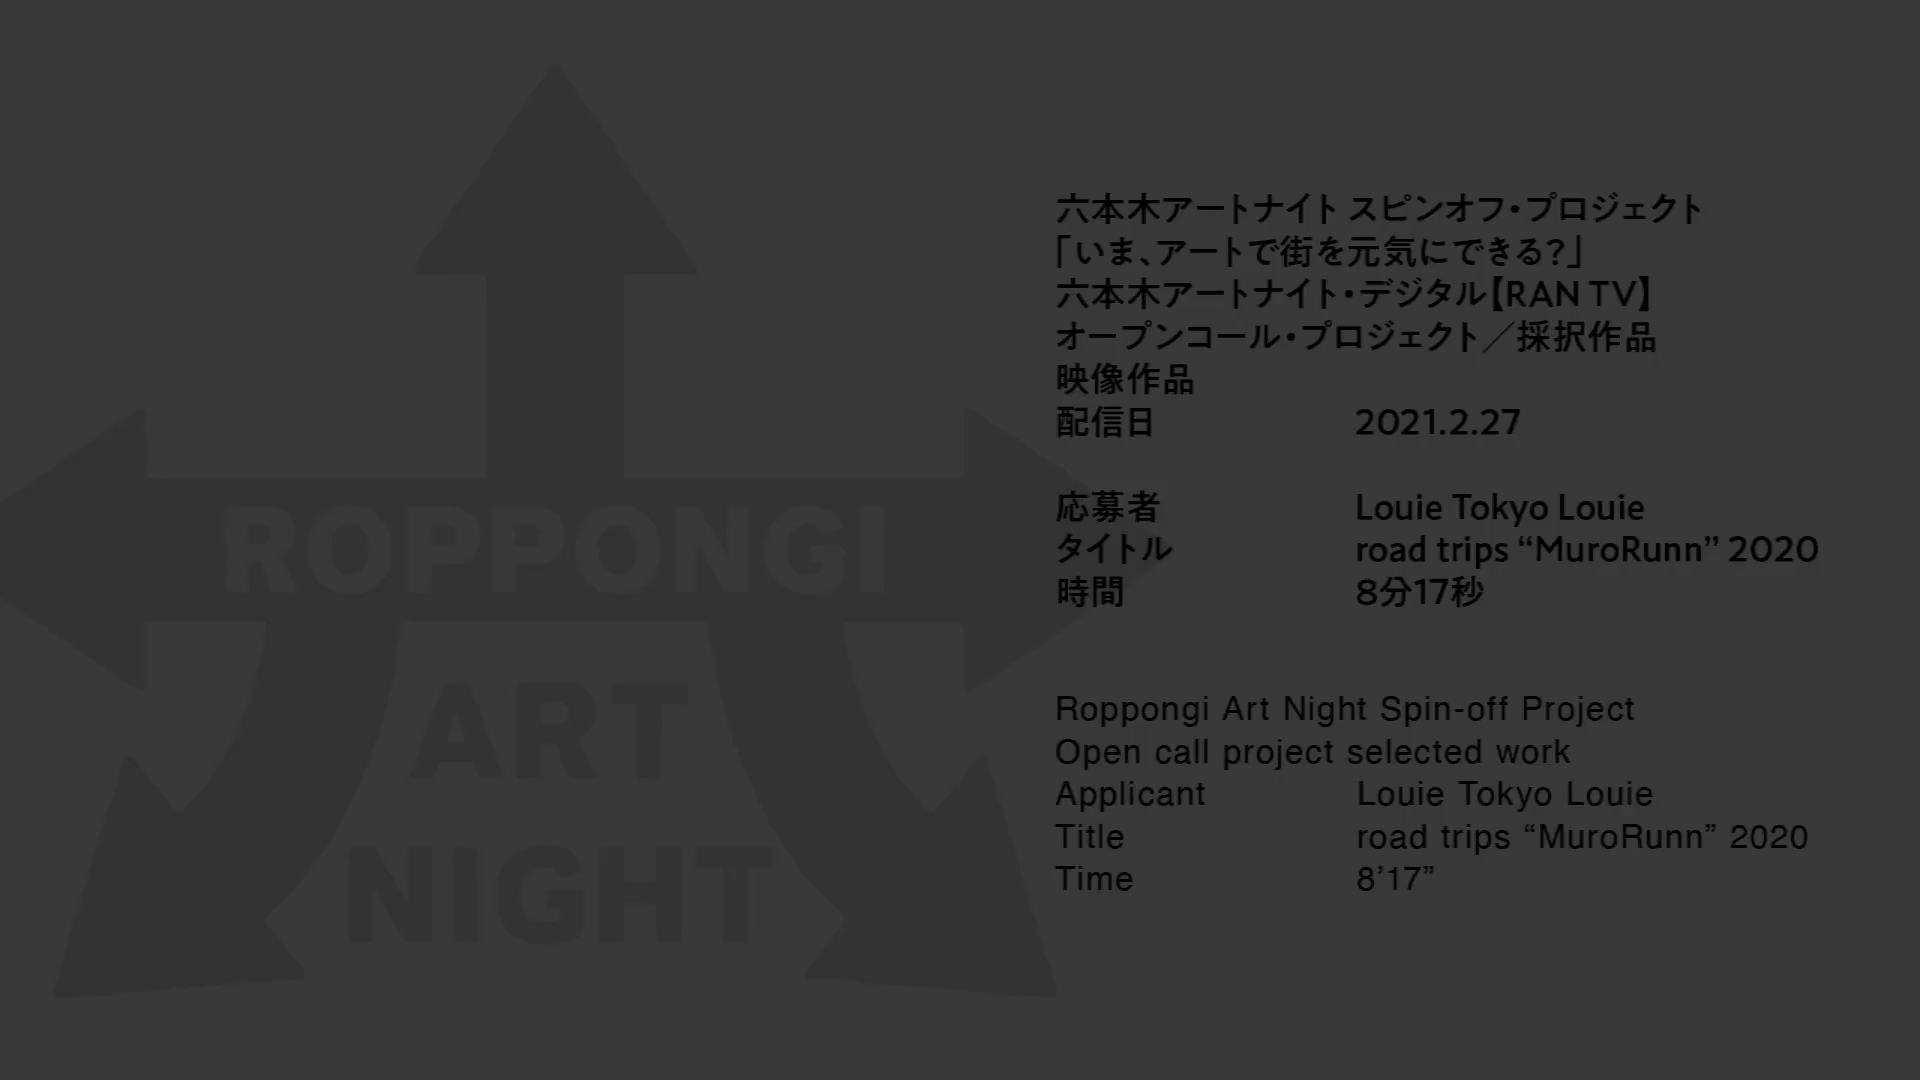 ROPPONGI
ART
NIGHT
六本木アートナイト スピンオフ・プロジェクト
「いま、アートで街を元気にできる?」
六本木アートナイト・デジタル【RAN TV】
オープンコール・プロジェクト／採択作品
映像作品
配信日 2021.2.27
応募者 Louie Tokyo Louie
タイトル road trips “MuroRunn” 2020
時間 8分17秒
Roppongi Art Night Spin-off Project
Open call project selected work
Applicant Louie Tokyo Louie
Title road trips “MuroRunn” 2020
Time 8’17”